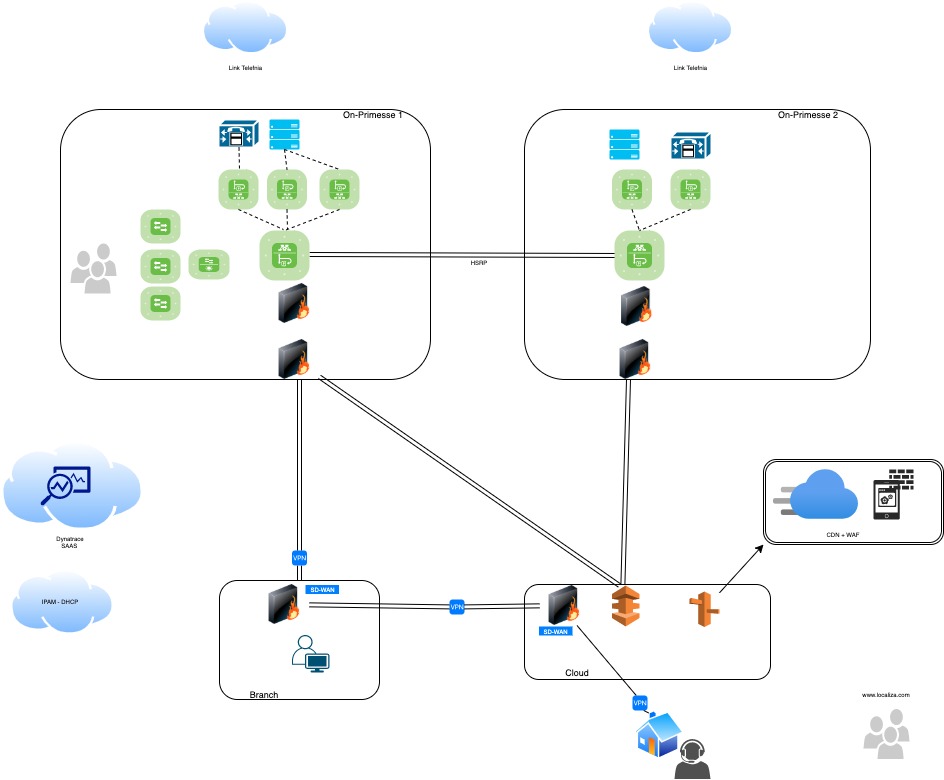 Link Telefnia
Link Telefnia
On-Primesse 1
On-Primesse 2
HSRP
Dynatrace
SAAS
CDN + WAF
VPN
IPAM - DHCP
SD-WAN
VPN
SD-WAN
Cloud
Branch
www.localiza.com
VPN